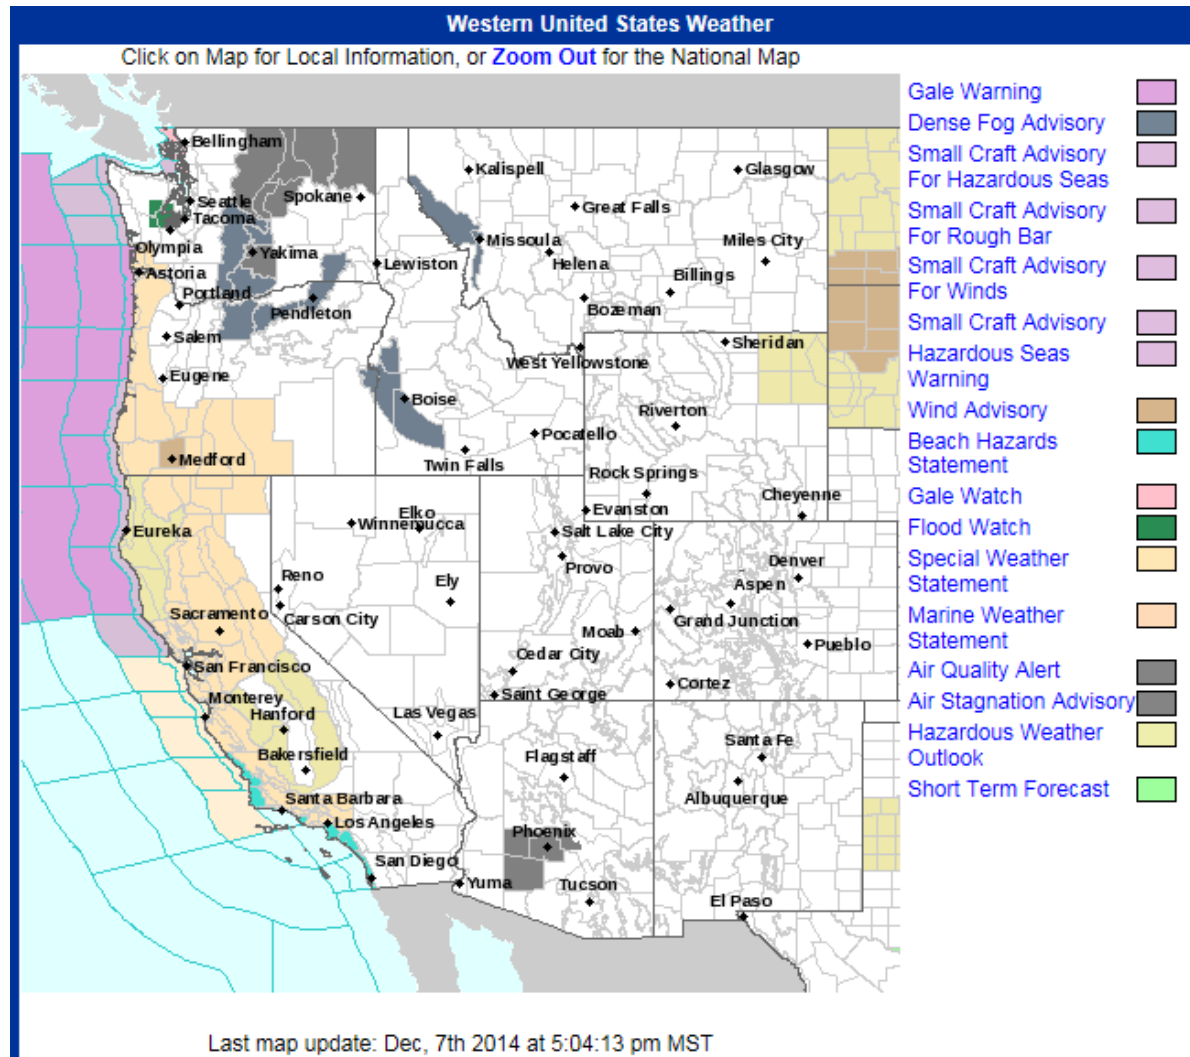 Western United States Weather
Click on Map for Local Information, or Zoom Out for the National Map
Gale Warning
Dense Fog Advisory
Small Craft Advisory
For Hazardous Seas
Small Craft Advisory
For Rough Bar
Small Craft Advisory
For Winds
Small Craft Advisory
Hazardous Seas
Warning
Wind Advisory
Beach Hazards
Statement
Gale Watch
Flood Watch
Special Weather
Statement
Marine Weather
Statement
Air Quality Alert
Air Stagnation Advisory
Hazardous Weather
Outlook
Short Term Forecast
Bellingham
Kalispell
Glasgow
Seattle
Spokane
Great Falls
Tacoma
Olympia
Yakima
Missoula
Miles City
Astoria
Lewiston
Helena
Billings
Portland
Pendleton
Bozeman
Salem
West Yellowstone
Sheridan
Eugene
Boise
Riverton
Pocatello
Medford
Twin Falls
Rock Springs
Cheyenne
Evanston
Eureka
Elko
Winnemucca
Salt Lake City
Provo
Denver
Reno
Ely
Aspen
Sacramento
Carson City
Moab
Grand Junction
Pueblo
San Francisco
Cedar City
Cortez
Monterey
Saint George
Hanford
Las Vegas
Bakersfield
Flagstaff
Santa Fe
Albuquerque
Santa Barbara
Los Angeles
Phoenix
San Diego
Yuma
Tucson
El Paso
Last map update: Dec, 7th 2014 at 5:04:13 pm MST